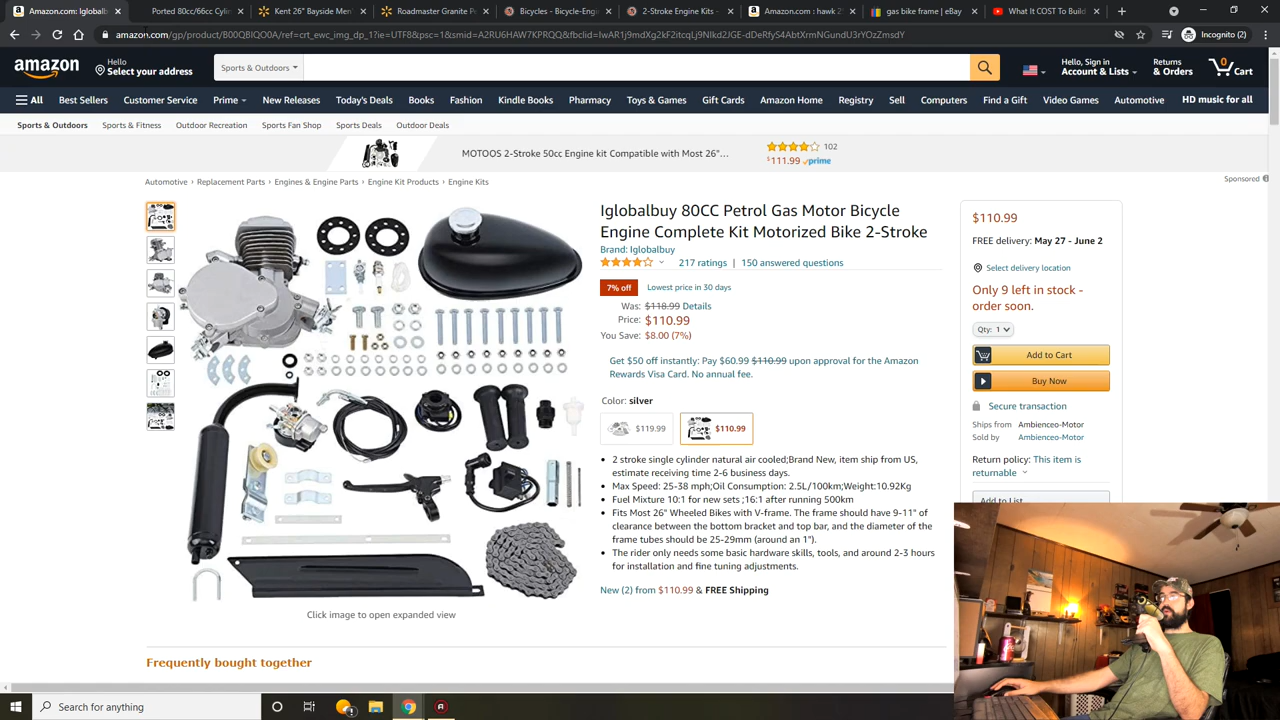 Amazon.com: Iglobalb
Ported 80cc/66cc Cylin
Kent 26" Bayside Men
Roadmaster Granite Pe
Bicycles - Bicycle-Engin
2-Stroke Engine Kits -
Amazon.com : hawk 2
gas bike frame | eBay
What It COST To Build
amazon.com/gp/product/B00QBIQO0A/ref=crt_ewc_img_dp_1?ie=UTF8&psc=1&smid=A2RU6HAW7KPRQQ&fbclid=IwAR1j9mdXg2kF2itcqLj9NIkd2JGE-dDeRfyS4AbtXrmNGundU3rYOzZmsdY
Incognito (2)
amazon
Hello
Select your address
Sports & Outdoors
Hello, Sign in
Account & Lists
Returns
& Orders
0
Cart
All
Best Sellers
Customer Service
Prime
New Releases
Today's Deals
Books
Fashion
Kindle Books
Pharmacy
Toys & Games
Gift Cards
Amazon Home
Registry
Sell
Computers
Find a Gift
Video Games
Automotive
HD music for all
Sports & Outdoors
Sports & Fitness
Outdoor Recreation
Sports Fan Shop
Sports Deals
Outdoor Deals
MOTOOS 2-Stroke 50cc Engine kit Compatible with Most 26"...
102
$111.99 prime
Sponsored
Automotive › Replacement Parts › Engines & Engine Parts › Engine Kit Products › Engine Kits
Iglobalbuy 80CC Petrol Gas Motor Bicycle
Engine Complete Kit Motorized Bike 2-Stroke
Brand: Iglobalbuy
217 ratings | 150 answered questions
7% off
Lowest price in 30 days
Was: $118.99 Details
Price: $110.99
You Save: $8.00 (7%)
Get $50 off instantly: Pay $60.99 $110.99 upon approval for the Amazon
Rewards Visa Card. No annual fee.
Color: silver
$119.99
$110.99
• 2 stroke single cylinder natural air cooled;Brand New, item ship from US,
estimate receiving time 2-6 business days.
• Max Speed: 25-38 mph;Oil Consumption: 2.5L/100km;Weight:10.92Kg
• Fuel Mixture 10:1 for new sets ;16:1 after running 500km
• Fits Most 26" Wheeled Bikes with V-frame. The frame should have 9-11" of
clearance between the bottom bracket and top bar, and the diameter of the
frame tubes should be 25-29mm (around an 1").
• The rider only needs some basic hardware skills, tools, and around 2-3 hours
for installation and fine tuning adjustments.
New (2) from $110.99 & FREE Shipping
Click image to open expanded view
$110.99
FREE delivery: May 27 - June 2
Select delivery location
Only 9 left in stock -
order soon.
Qty: 1
Add to Cart
Buy Now
Secure transaction
Ships from Ambienceo-Motor
Sold by Ambienceo-Motor
Return policy: This item is
returnable
Add to List
Frequently bought together
Search for anything